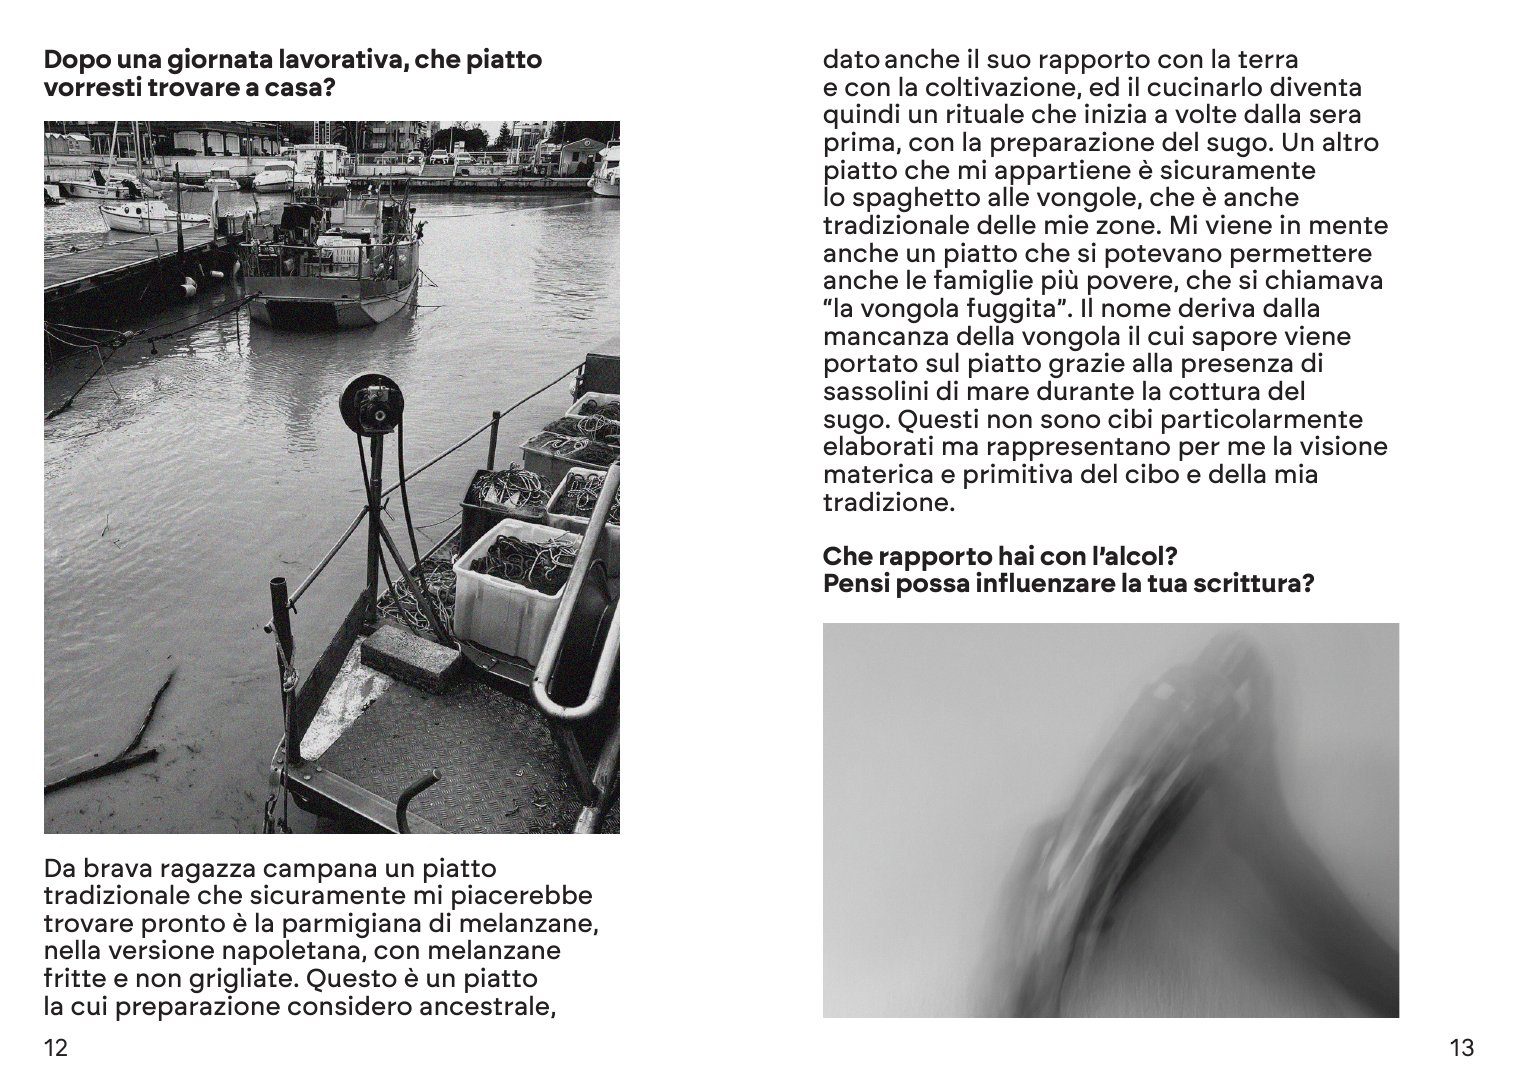 Dopo una giornata lavorativa, che piatto
vorresti trovare a casa?
Da brava ragazza campana un piatto
tradizionale che sicuramente mi piacerebbe
trovare pronto è la parmigiana di melanzane,
nella versione napoletana, con melanzane
fritte e non grigliate. Questo è un piatto
la cui preparazione considero ancestrale,
12
dato anche il suo rapporto con la terra
e con la coltivazione, ed il cucinarlo diventa
quindi un rituale che inizia a volte dalla sera
prima, con la preparazione del sugo. Un altro
piatto che mi appartiene è sicuramente
lo spaghetto alle vongole, che è anche
tradizionale delle mie zone. Mi viene in mente
anche un piatto che si potevano permettere
anche le famiglie più povere, che si chiamava
“la vongola fuggita”. Il nome deriva dalla
mancanza della vongola il cui sapore viene
portato sul piatto grazie alla presenza di
sassolini di mare durante la cottura del
sugo. Questi non sono cibi particolarmente
elaborati ma rappresentano per me la visione
materica e primitiva del cibo e della mia
tradizione.
Che rapporto hai con l’alcol?
Pensi possa influenzare la tua scrittura?
13